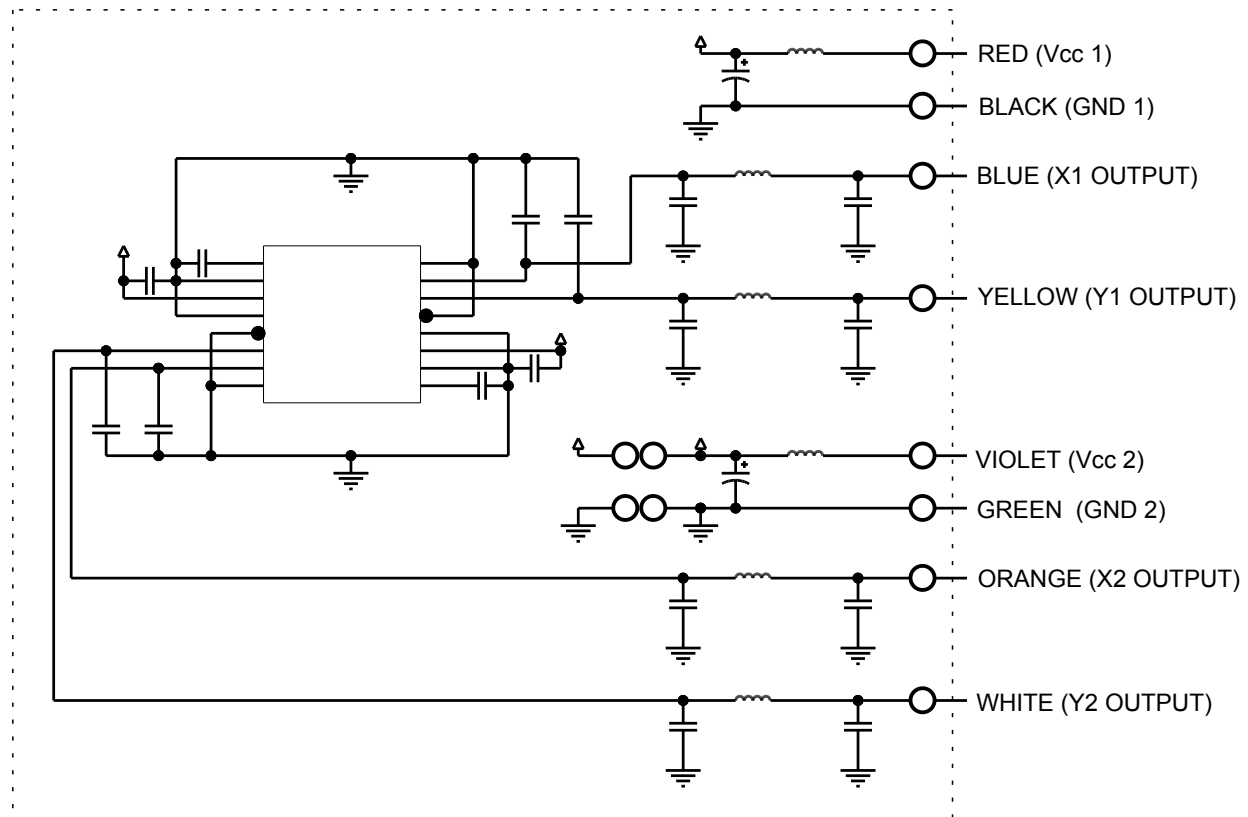 RED (Vcc 1)
BLACK (GND 1)
BLUE (X1 OUTPUT)
YELLOW (Y1 OUTPUT)
VIOLET (Vcc 2)
GREEN (GND 2)
ORANGE (X2 OUTPUT)
WHITE (Y2 OUTPUT)